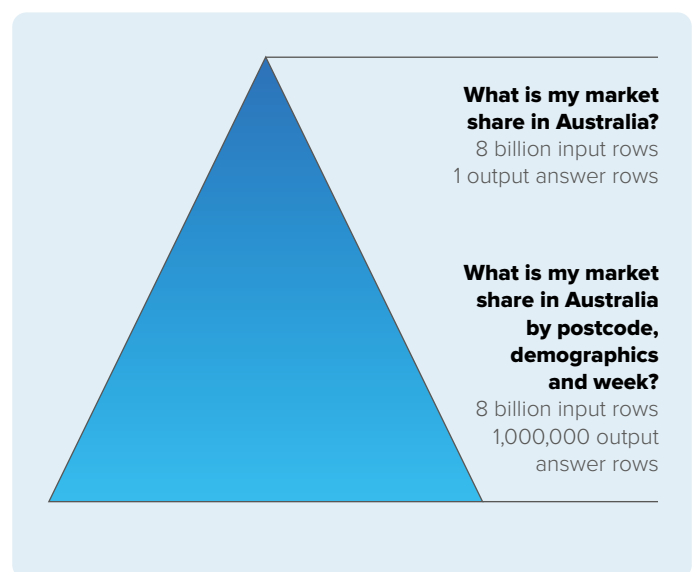 What is my market
share in Australia?
8 billion input rows
1 output answer rows
What is my market
share in Australia
by postcode,
demographics
and week?
8 billion input rows
1,000,000 output
answer rows